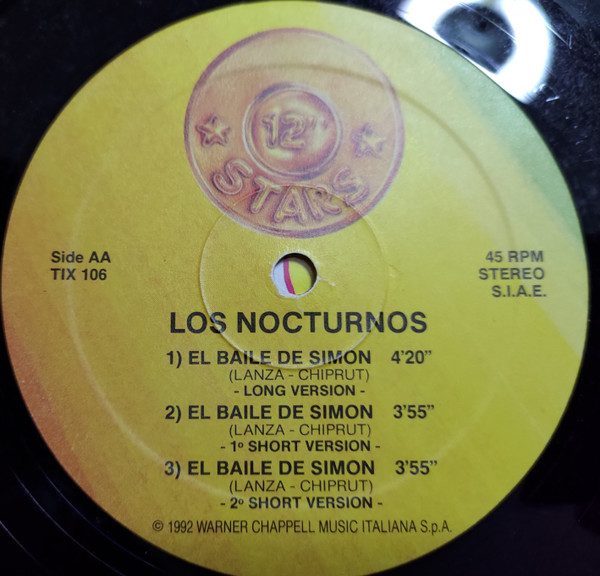 12"
STARS
Side AA
TIX 106
45 RPM
STEREO
S.I.A.E.
LOS NOCTURNOS
1) EL BAILE DE SIMON 4'20"
(LANZA - CHIPRUT)
- LONG VERSION -
2) EL BAILE DE SIMON 3'55"
(LANZA - CHIPRUT)
- 1º SHORT VERSION -
3) EL BAILE DE SIMON 3'55"
(LANZA - CHIPRUT)
- 2º SHORT VERSION -
© 1992 WARNER CHAPPELL MUSIC ITALIANA S.p.A.